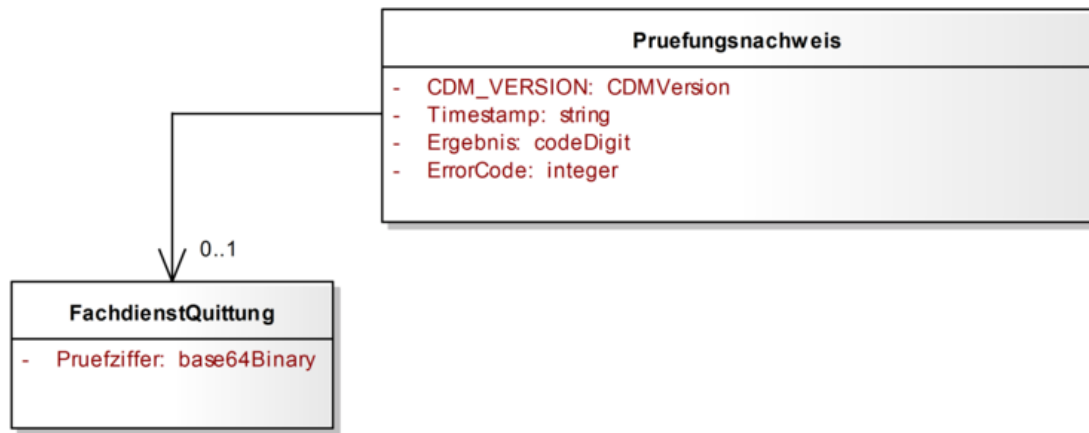 Pruefungsnachweis
- CDM_VERSION: CDMVersion
- Timestamp: string
- Ergebnis: codeDigit
- ErrorCode: integer
0..1
FachdienstQuittung
- Pruefziffer: base64Binary